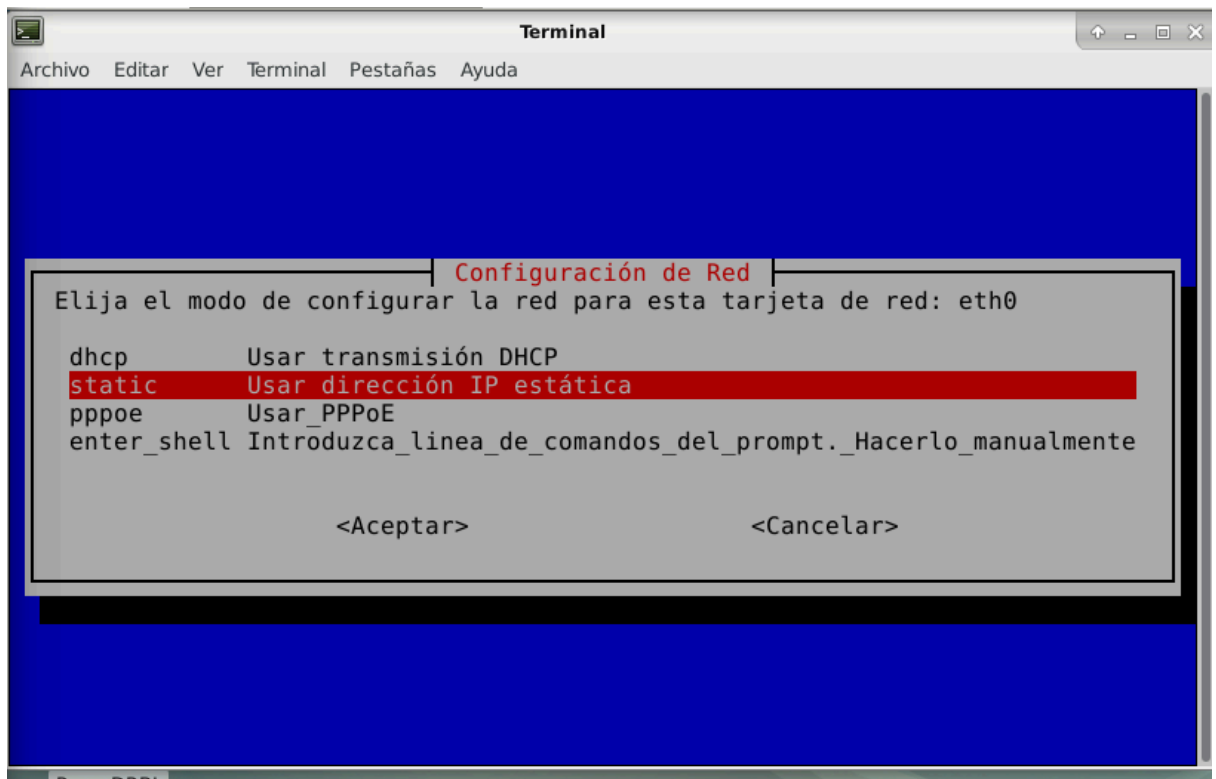 Terminal
Archivo Editar Ver Terminal Pestañas Ayuda
Configuración de Red
Elija el modo de configurar la red para esta tarjeta de red: eth0
dhcp Usar transmisión DHCP
static Usar dirección IP estática
pppoe Usar_PPPoE
enter_shell Introduzca_linea_de_comandos_del_prompt._Hacerlo_manualmente
<Aceptar> <Cancelar>